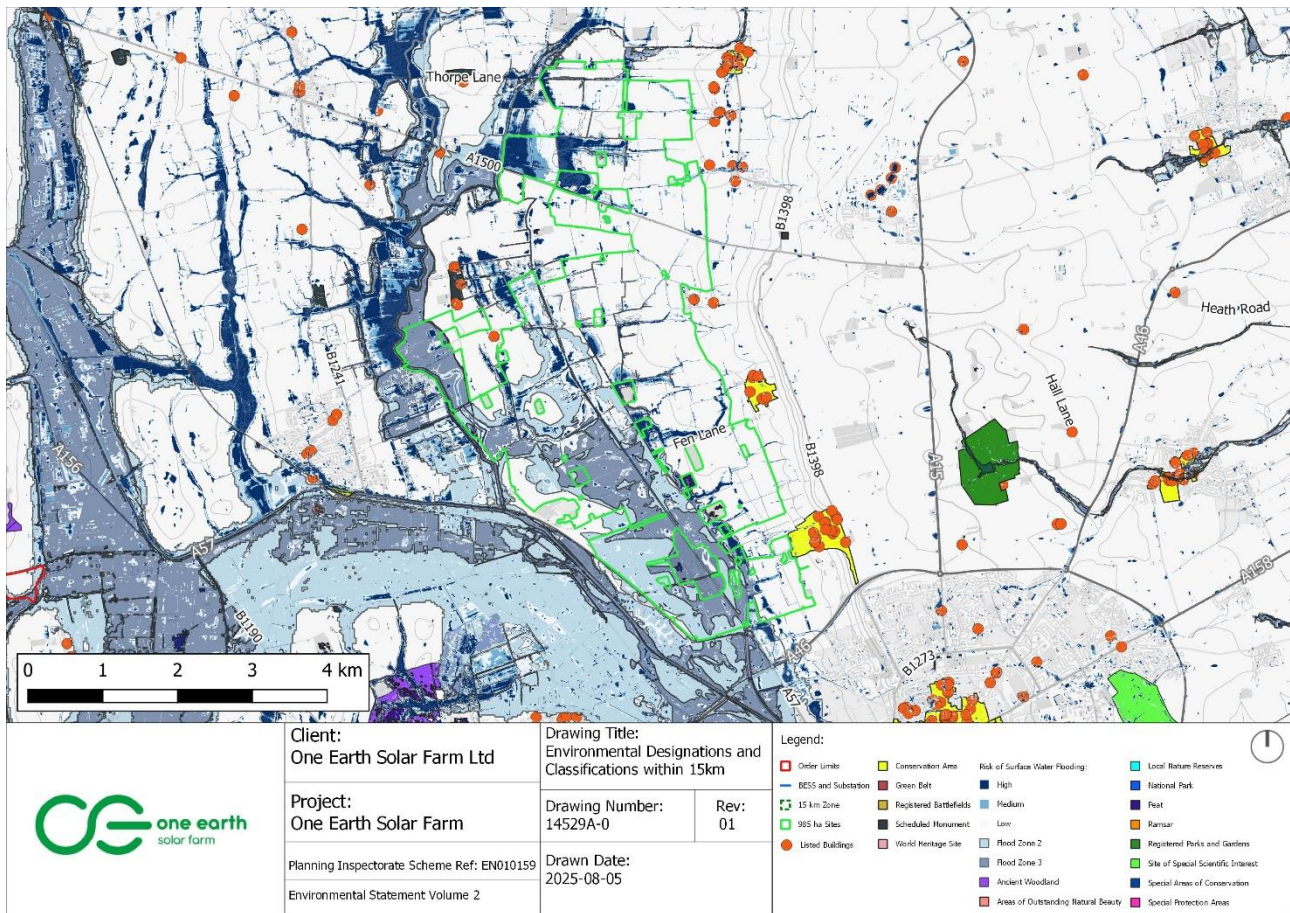 Thorpe Lane
A1500
B1398
B1241
Heath Road
A46
Hall Lane
Fen Lane
B1398
A15
A156
A57
A158
B1190
A46
B1273
A57
0 1 2 3 4 km
one earth
solar farm
Client:
One Earth Solar Farm Ltd
Project:
One Earth Solar Farm
Planning Inspectorate Scheme Ref: EN010159
Environmental Statement Volume 2
Drawing Title:
Environmental Designations and
Classifications within 15km
Drawing Number:
14529A-0
Rev:
01
Drawn Date:
2025-08-05
Legend:
Order Limits
BESS and Substation
15 km Zone
985 ha Sites
Listed Buildings
Conservation Area
Green Belt
Registered Battlefields
Scheduled Monument
World Heritage Site
Risk of Surface Water Flooding:
High
Medium
Low
Flood Zone 2
Flood Zone 3
Ancient Woodland
Areas of Outstanding Natural Beauty
Local Nature Reserves
National Park
Peat
Ramsar
Registered Parks and Gardens
Site of Special Scientific Interest
Special Areas of Conservation
Special Protection Areas